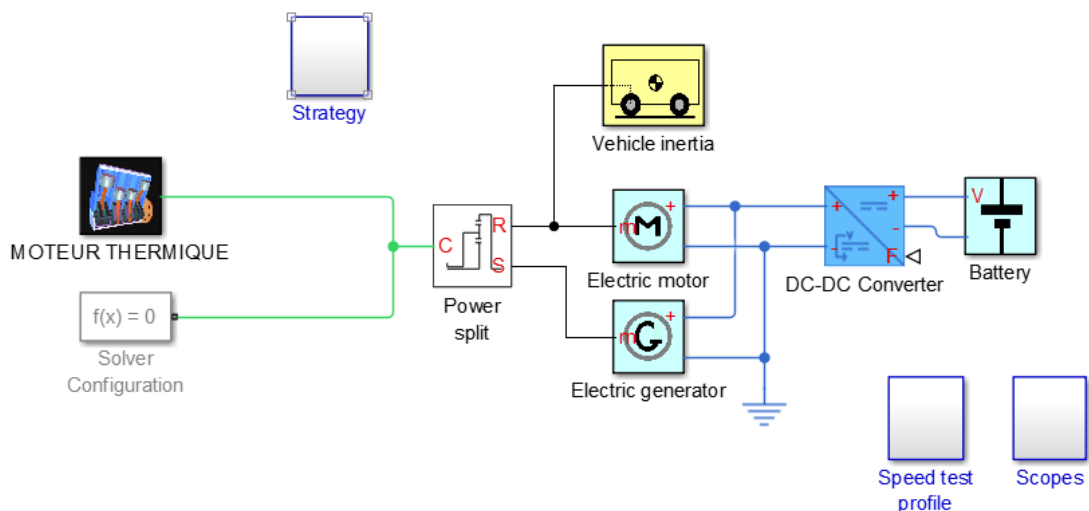 Strategy
Vehicle inertia
MOTEUR THERMIQUE
f(x) = 0
Solver
Configuration
C
R
S
Power
split
m
M
+
-
Electric motor
m
G
+
-
Electric generator
+
-
V
+
-
F
DC-DC Converter
V
-
Battery
Speed test
profile
Scopes